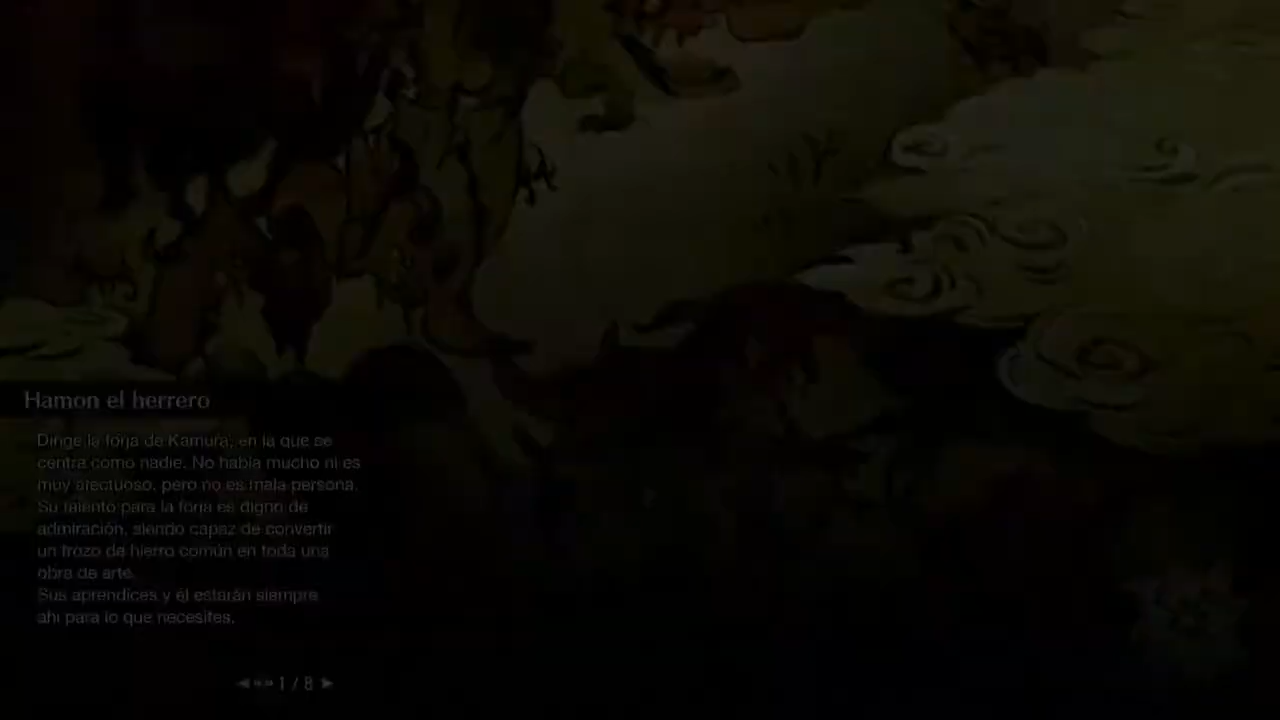 Hamon el herrero
Dirige la forja de Kamura, en la que se
centra como nadie. No habla mucho ni es
muy afectuoso, pero no es mala persona.
Su talento para la forja es digno de
admiración, siendo capaz de convertir
un trozo de hierro común en toda una
obra de arte.
Sus aprendices y él estarán siempre
ahí para lo que necesites.
1 / 8